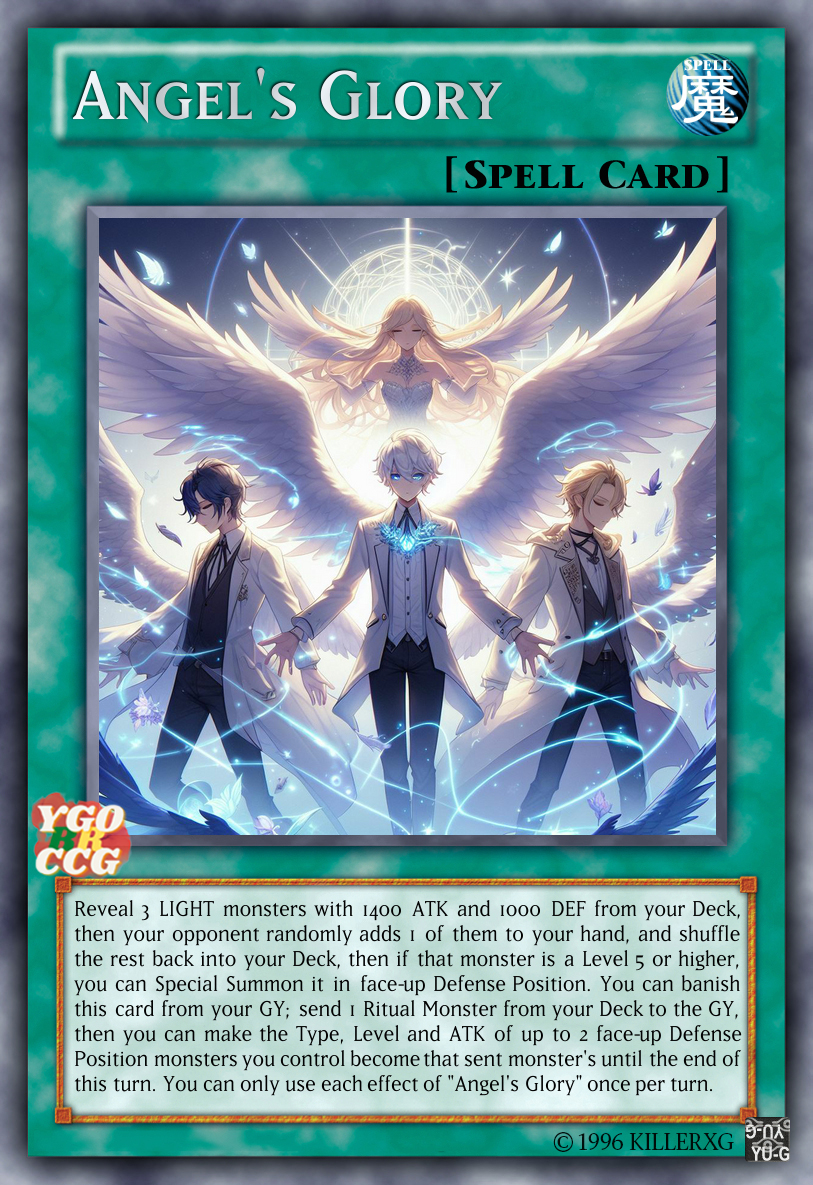 Angel's Glory
SPELL
魔
[Spell Card]
YGO
CCG
Reveal 3 LIGHT monsters with 1400 ATK and 1000 DEF from your Deck,
then your opponent randomly adds 1 of them to your hand, and shuffle
the rest back into your Deck, then if that monster is a Level 5 or higher,
you can Special Summon it in face-up Defense Position. You can banish
this card from your GY; send 1 Ritual Monster from your Deck to the GY,
then you can make the Type, Level and ATK of up to 2 face-up Defense
Position monsters you control become that sent monster's until the end of
this turn. You can only use each effect of "Angel's Glory" once per turn.
© 1996 KILLERXG
YU-G